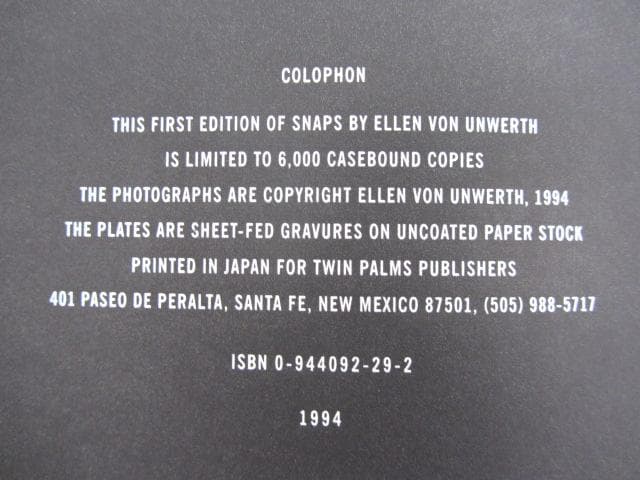 COLOPHON
THIS FIRST EDITION OF SNAPS BY ELLEN VON UNWERTH
IS LIMITED TO 6,000 CASEBOUND COPIES
THE PHOTOGRAPHS ARE COPYRIGHT ELLEN VON UNWERTH, 1994
THE PLATES ARE SHEET-FED GRAVURES ON UNCOATED PAPER STOCK
PRINTED IN JAPAN FOR TWIN PALMS PUBLISHERS
401 PASEO DE PERALTA, SANTA FE, NEW MEXICO 87501, (505) 988-5717
ISBN 0-944092-29-2
1994